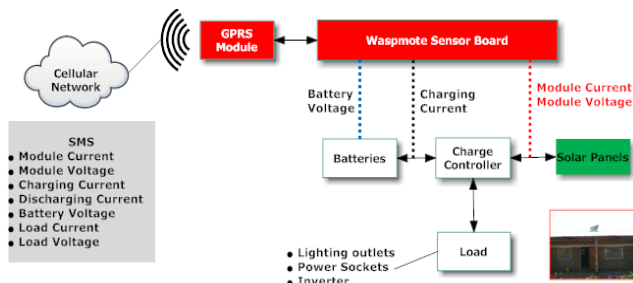 GPRS
Module
Waspmote Sensor Board
Cellular
Network
Battery
Voltage
Charging
Current
Module Current
Module Voltage
SMS
Module Current
Module Voltage
Charging Current
Discharging Current
Battery Voltage
Load Current
Load Voltage
Batteries
Charge
Controller
Solar Panels
Load
Lighting outlets
Power Sockets
Inverter